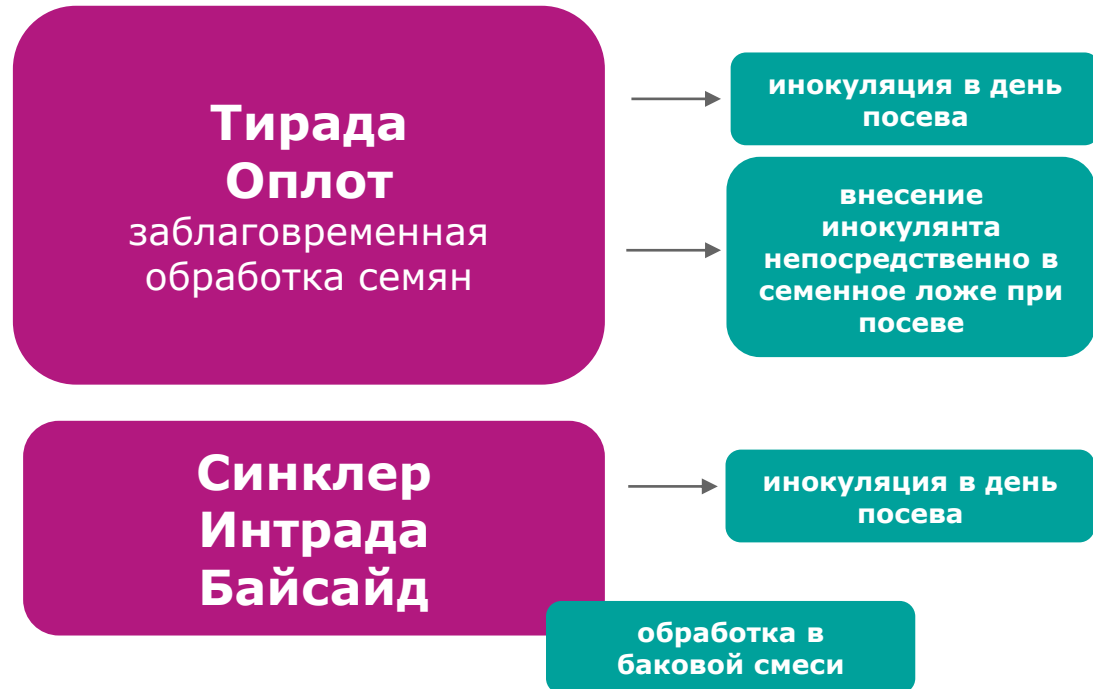 Тирада
Оплот
заблаговременная
обработка семян
инокуляция в день
посева
внесение
инокулянта
непосредственно в
семенное ложе при
посеве
Синклер
Интрада
Байсайд
инокуляция в день
посева
обработка в
баковой смеси